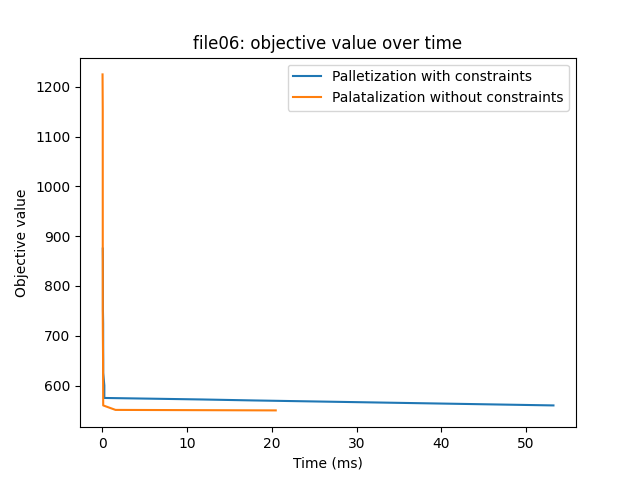 file06: objective value over time
Palletization with constraints
Palatalization without constraints
Objective value
1200
1100
1000
900
800
700
600
0 10 20 30 40 50
Time (ms)